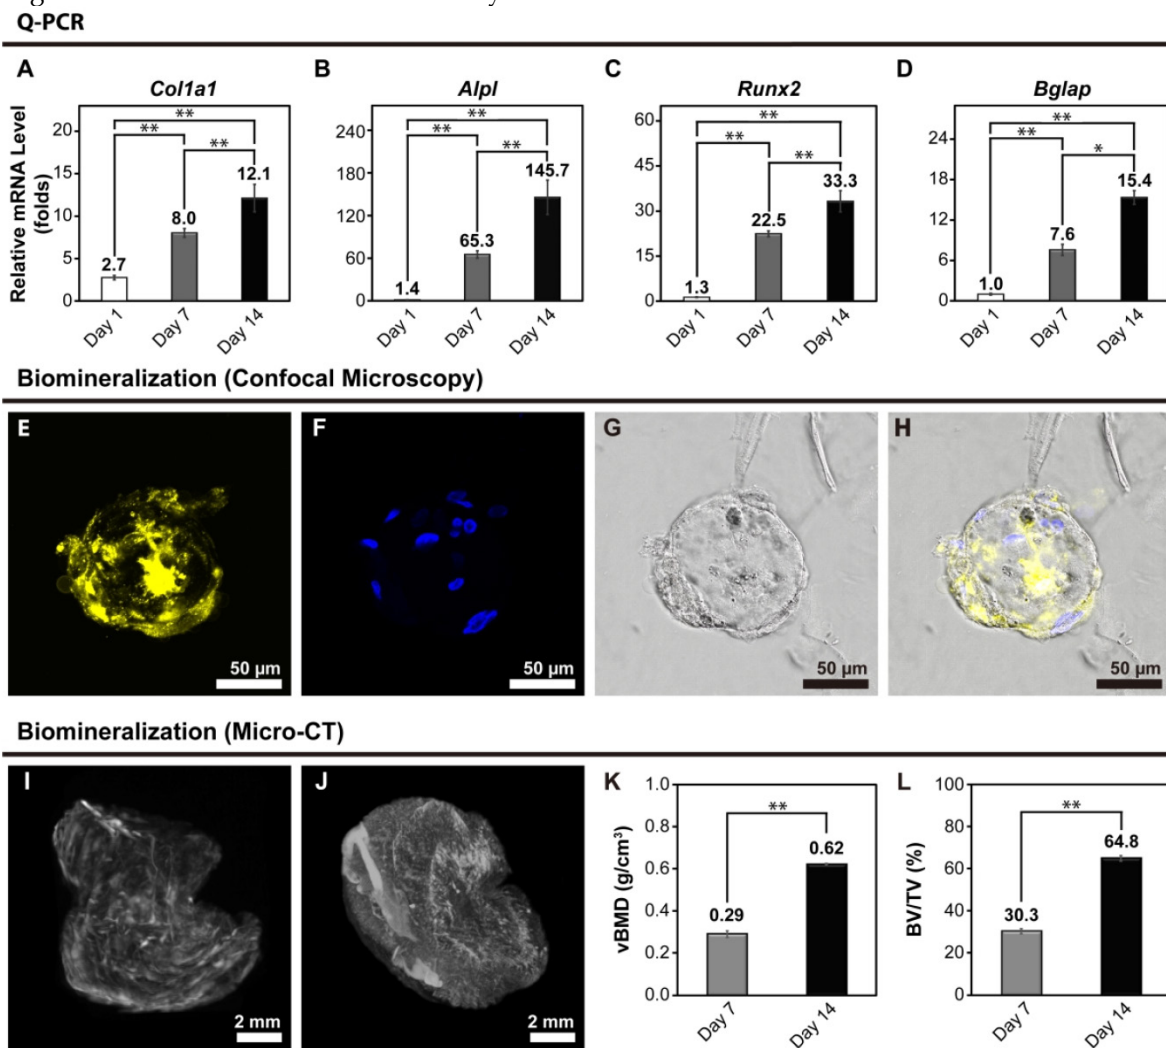 Q-PCR
A
Col1a1
Relative mRNA Level
(folds)
20
15
10
5
0
**
**
**
2.7
8.0
12.1
Day 1
Day 7
Day 14
B
Alpl
240
180
120
60
0
**
**
**
1.4
65.3
145.7
Day 1
Day 7
Day 14
C
Runx2
60
45
30
15
0
**
**
**
1.3
22.5
33.3
Day 1
Day 7
Day 14
D
Bglap
24
18
12
6
0
**
**
*
1.0
7.6
15.4
Day 1
Day 7
Day 14
Biomineralization (Confocal Microscopy)
E
50 µm
F
50 µm
G
50 µm
H
50 µm
Biomineralization (Micro-CT)
I
2 mm
J
2 mm
K
vBMD (g/cm³)
1.0
0.8
0.6
0.4
0.2
0.0
**
0.29
0.62
Day 7
Day 14
L
BV/TV (%)
100
80
60
40
20
0
**
30.3
64.8
Day 7
Day 14